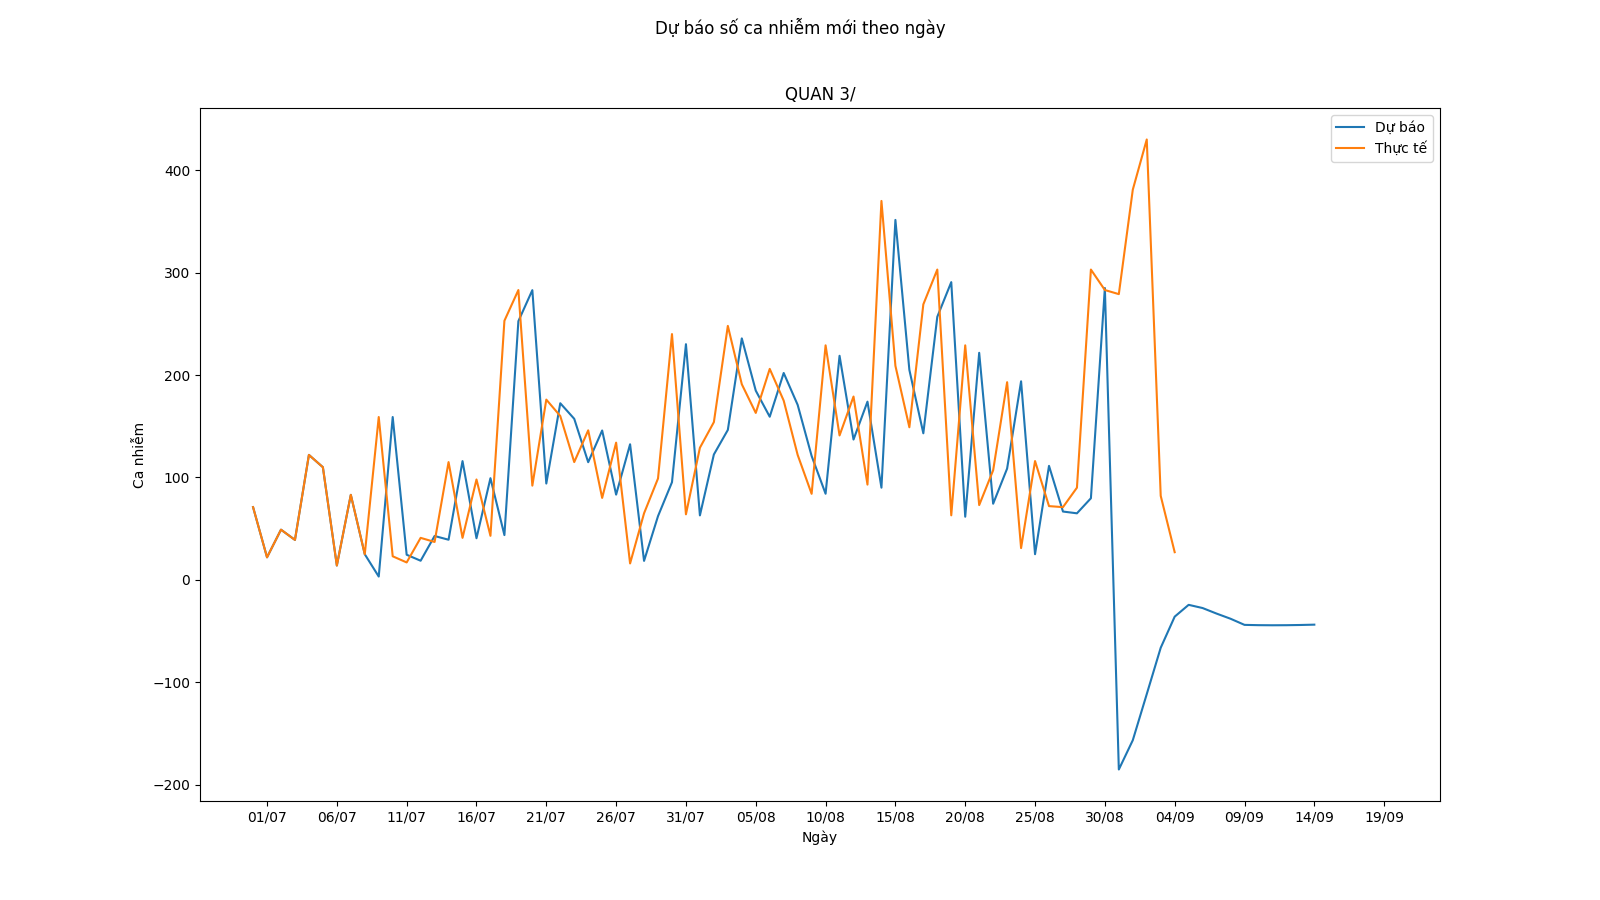 Dự báo số ca nhiễm mới theo ngày
QUAN 3/
Dự báo
Thực tế
400
300
200
100
0
−100
−200
Ca nhiễm
01/07 06/07 11/07 16/07 21/07 26/07 31/07 05/08 10/08 15/08 20/08 25/08 30/08 04/09 09/09 14/09 19/09
Ngày